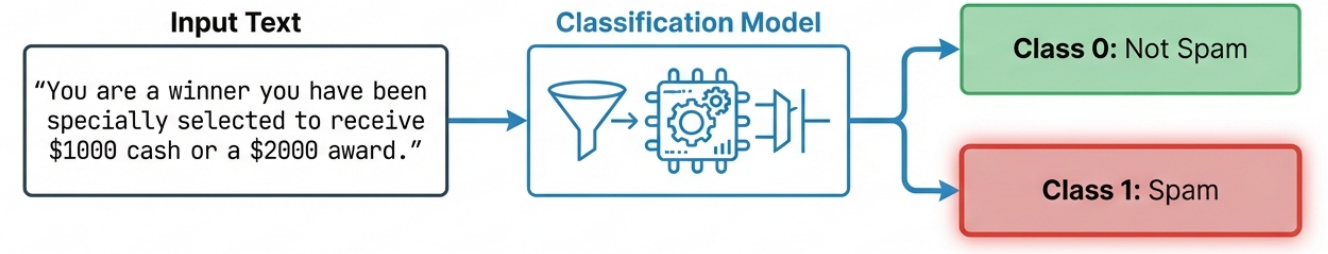 Input Text
“You are a winner you have been
specially selected to receive
$1000 cash or a $2000 award.”
Classification Model
Class 0: Not Spam
Class 1: Spam